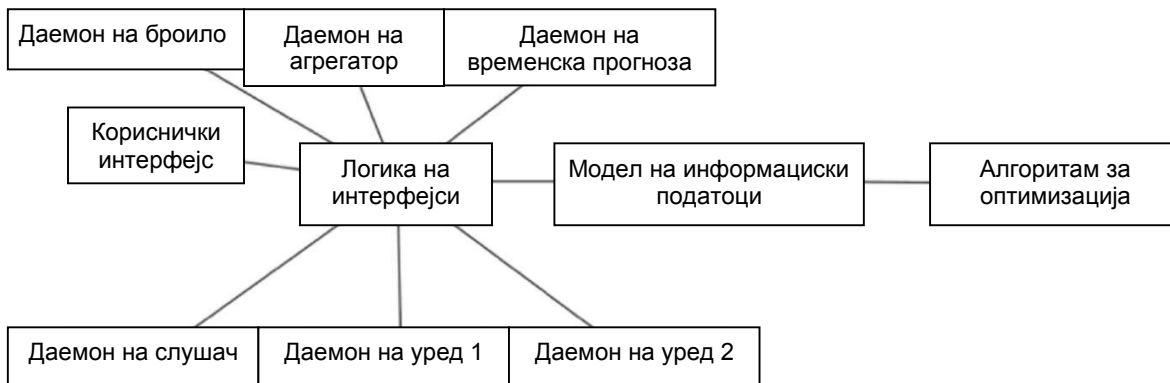 Даемон на броило
Даемон на
агрегатор
Даемон на
временска прогноза
Кориснички
интерфејс
Логика на
интерфејси
Модел на информациски
податоци
Алгоритам за
оптимизација
Даемон на слушач
Даемон на уред 1
Даемон на уред 2